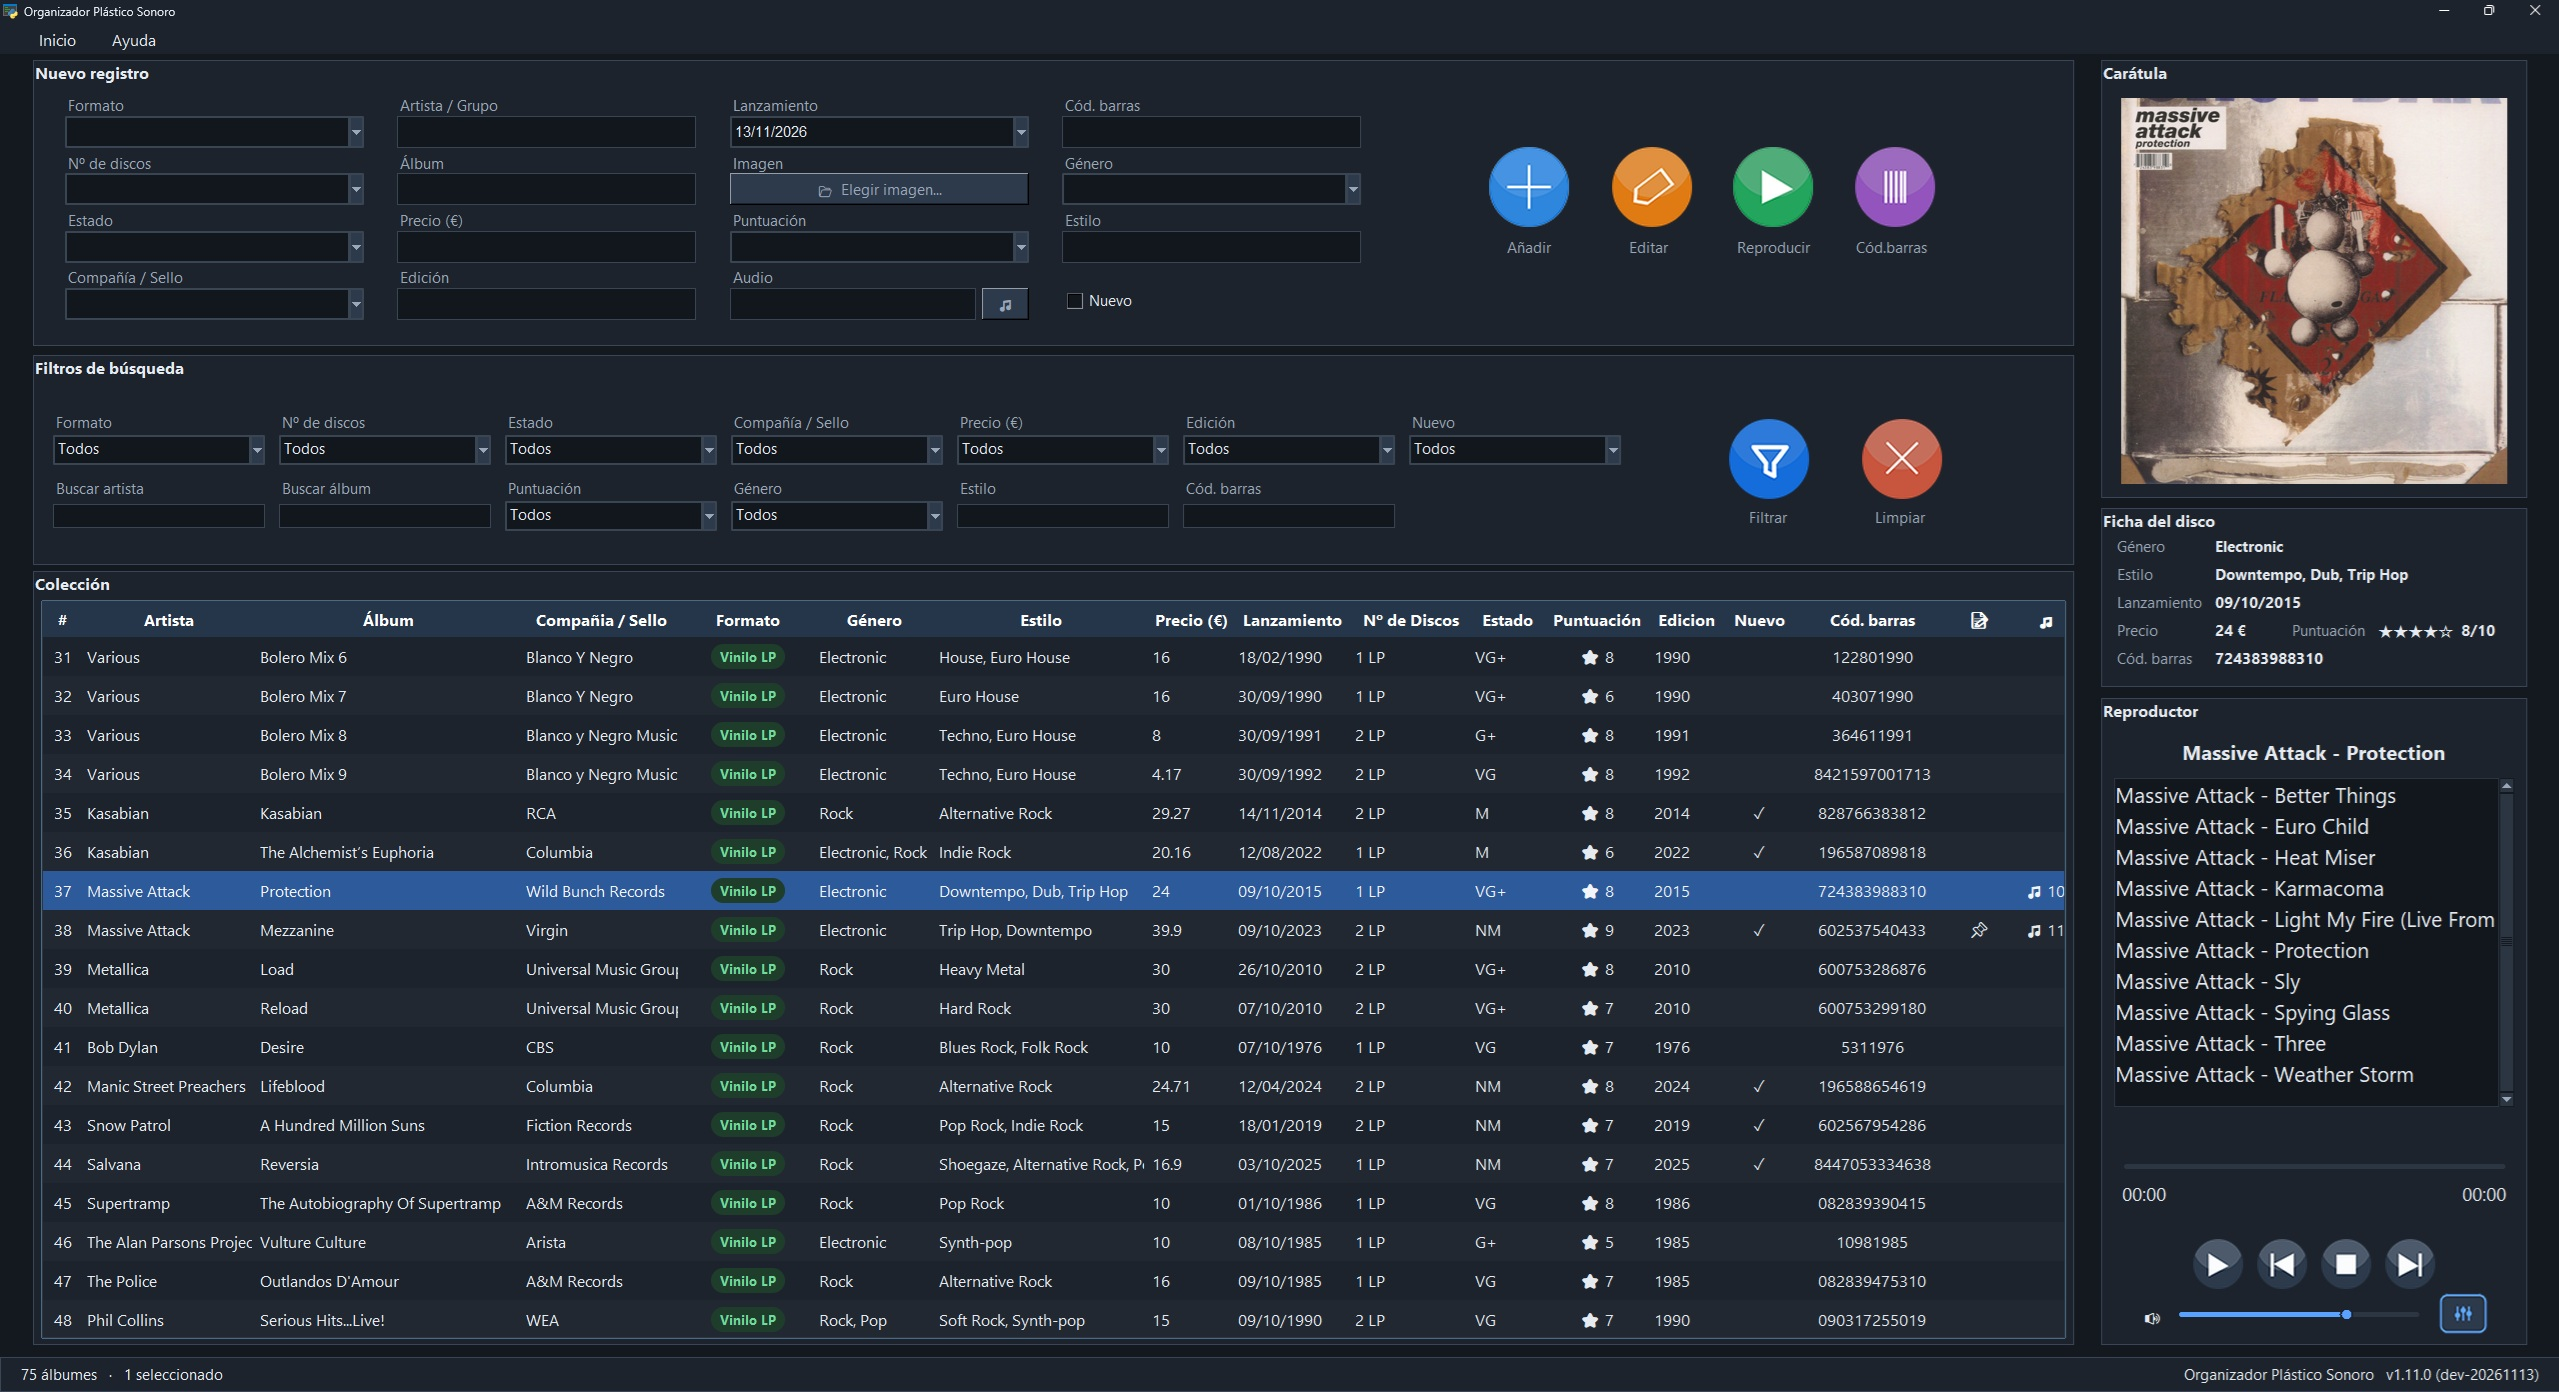 Organizador Plástico Sonoro
Inicio Ayuda
Nuevo registro
Formato Artista / Grupo Lanzamiento Cód. barras
13/11/2026
Nº de discos Álbum Imagen Género
Elegir imagen...
Estado Precio (€) Puntuación Estilo
Compañía / Sello Edición Audio
Nuevo
Añadir Editar Reproducir Cód.barras
Filtros de búsqueda
Formato Nº de discos Estado Compañía / Sello Precio (€) Edición Nuevo
Todos Todos Todos Todos Todos Todos Todos
Buscar artista Buscar álbum Puntuación Género Estilo Cód. barras
Todos Todos
Filtrar Limpiar
Colección
# Artista Álbum Compañia / Sello Formato Género Estilo Precio (€) Lanzamiento Nº de Discos Estado Puntuación Edicion Nuevo Cód. barras
31 Various Bolero Mix 6 Blanco Y Negro Vinilo LP Electronic House, Euro House 16 18/02/1990 1 LP VG+ 8 1990 122801990
32 Various Bolero Mix 7 Blanco Y Negro Vinilo LP Electronic Euro House 16 30/09/1990 1 LP VG+ 6 1990 403071990
33 Various Bolero Mix 8 Blanco y Negro Music Vinilo LP Electronic Techno, Euro House 8 30/09/1991 2 LP G+ 8 1991 364611991
34 Various Bolero Mix 9 Blanco y Negro Music Vinilo LP Electronic Techno, Euro House 4.17 30/09/1992 2 LP VG 8 1992 8421597001713
35 Kasabian Kasabian RCA Vinilo LP Rock Alternative Rock 29.27 14/11/2014 2 LP M 8 2014 ✓ 828766383812
36 Kasabian The Alchemist's Euphoria Columbia Vinilo LP Electronic, Rock Indie Rock 20.16 12/08/2022 1 LP M 6 2022 ✓ 196587089818
37 Massive Attack Protection Wild Bunch Records Vinilo LP Electronic Downtempo, Dub, Trip Hop 24 09/10/2015 1 LP VG+ 8 2015 724383988310 10
38 Massive Attack Mezzanine Virgin Vinilo LP Electronic Trip Hop, Downtempo 39.9 09/10/2023 2 LP NM 9 2023 ✓ 602537540433 11
39 Metallica Load Universal Music Grou Vinilo LP Rock Heavy Metal 30 26/10/2010 2 LP VG+ 8 2010 600753286876
40 Metallica Reload Universal Music Grou Vinilo LP Rock Hard Rock 30 07/10/2010 2 LP VG+ 7 2010 600753299180
41 Bob Dylan Desire CBS Vinilo LP Rock Blues Rock, Folk Rock 10 07/10/1976 1 LP VG 7 1976 5311976
42 Manic Street Preachers Lifeblood Columbia Vinilo LP Rock Alternative Rock 24.71 12/04/2024 2 LP NM 8 2024 ✓ 196588654619
43 Snow Patrol A Hundred Million Suns Fiction Records Vinilo LP Rock Pop Rock, Indie Rock 15 18/01/2019 2 LP NM 7 2019 ✓ 602567954286
44 Salvana Reversia Intromusica Records Vinilo LP Rock Shoegaze, Alternative Rock, P 16.9 03/10/2025 1 LP NM 7 2025 ✓ 8447053334638
45 Supertramp The Autobiography Of Supertramp A&M Records Vinilo LP Rock Pop Rock 10 01/10/1986 1 LP VG 8 1986 082839390415
46 The Alan Parsons Projec Vulture Culture Arista Vinilo LP Electronic Synth-pop 10 08/10/1985 1 LP G+ 5 1985 10981985
47 The Police Outlandos D'Amour A&M Records Vinilo LP Rock Alternative Rock 16 09/10/1985 1 LP VG 7 1985 082839475310
48 Phil Collins Serious Hits...Live! WEA Vinilo LP Rock, Pop Soft Rock, Synth-pop 15 09/10/1990 2 LP VG 7 1990 090317255019
Carátula
massive
attack
protection
Ficha del disco
Género Electronic
Estilo Downtempo, Dub, Trip Hop
Lanzamiento 09/10/2015
Precio 24 € Puntuación ★★★★☆ 8/10
Cód. barras 724383988310
Reproductor
Massive Attack - Protection
Massive Attack - Better Things
Massive Attack - Euro Child
Massive Attack - Heat Miser
Massive Attack - Karmacoma
Massive Attack - Light My Fire (Live From
Massive Attack - Protection
Massive Attack - Sly
Massive Attack - Spying Glass
Massive Attack - Three
Massive Attack - Weather Storm
00:00 00:00
75 álbumes · 1 seleccionado
Organizador Plástico Sonoro v1.11.0 (dev-20261113)